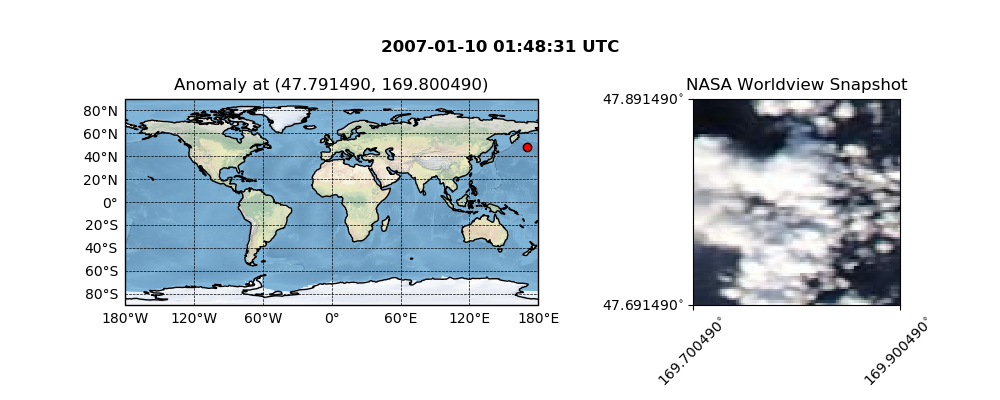 2007-01-10 01:48:31 UTC
Anomaly at (47.791490, 169.800490)
80°N
60°N
40°N
20°N
0°
20°S
40°S
60°S
80°S
180°W 120°W 60°W 0° 60°E 120°E 180°E
NASA Worldview Snapshot
47.891490°
47.691490°
169.700490°
169.900490°